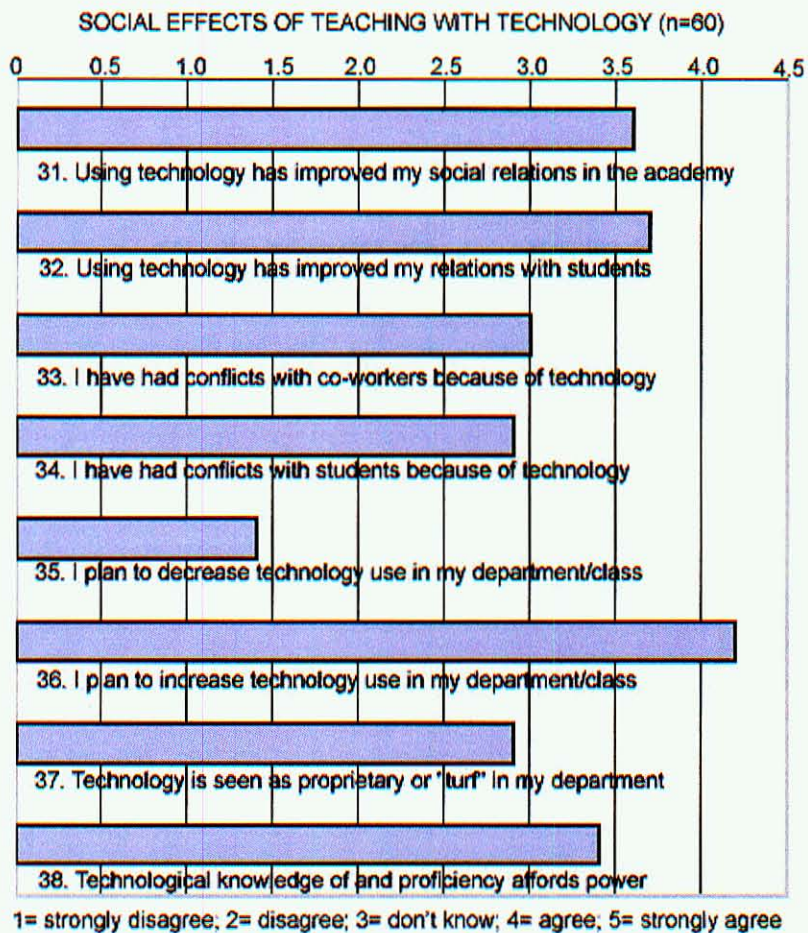 SOCIAL EFFECTS OF TEACHING WITH TECHNOLOGY (n=60)
0 0.5 1.0 1.5 2.0 2.5 3.0 3.5 4.0 4.5
31. Using technology has improved my social relations in the academy
32. Using technology has improved my relations with students
33. I have had conflicts with co-workers because of technology
34. I have had conflicts with students because of technology
35. I plan to decrease technology use in my department/class
36. I plan to increase technology use in my department/class
37. Technology is seen as proprietary or "turf" in my department
38. Technological knowledge of and proficiency affords power
1= strongly disagree; 2= disagree; 3= don't know; 4= agree; 5= strongly agree